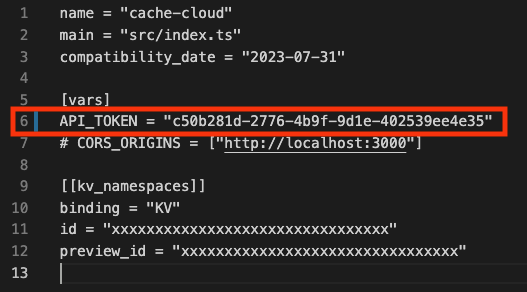 1 name = "cache-cloud"
2 main = "src/index.ts"
3 compatibility_date = "2023-07-31"
4
5 [vars]
6 API_TOKEN = "c50b281d-2776-4b9f-9d1e-402539ee4e35"
7 # CORS_ORIGINS = ["http://localhost:3000"]
8
9 [[kv_namespaces]]
10 binding = "KV"
11 id = "xxxxxxxxxxxxxxxxxxxxxxxxxxxxxxxx"
12 preview_id = "xxxxxxxxxxxxxxxxxxxxxxxxxxxxxxxx"
13